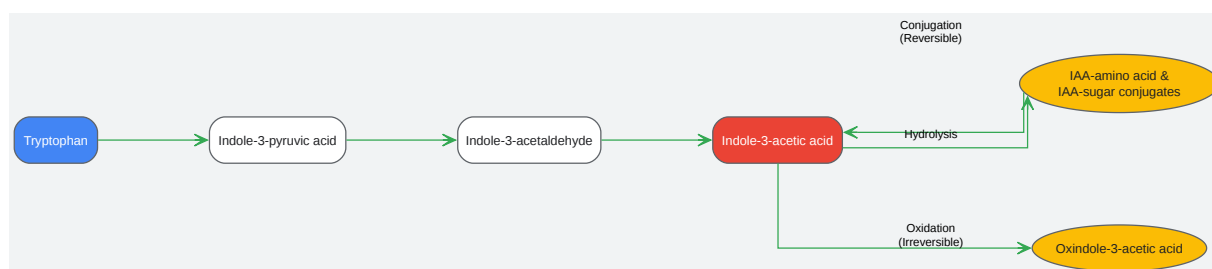 Conjugation
(Reversible)
IAA-amino acid &
IAA-sugar conjugates
Tryptophan
Indole-3-pyruvic acid
Indole-3-acetaldehyde
Indole-3-acetic acid
Hydrolysis
Oxidation
(Irreversible)
Oxindole-3-acetic acid